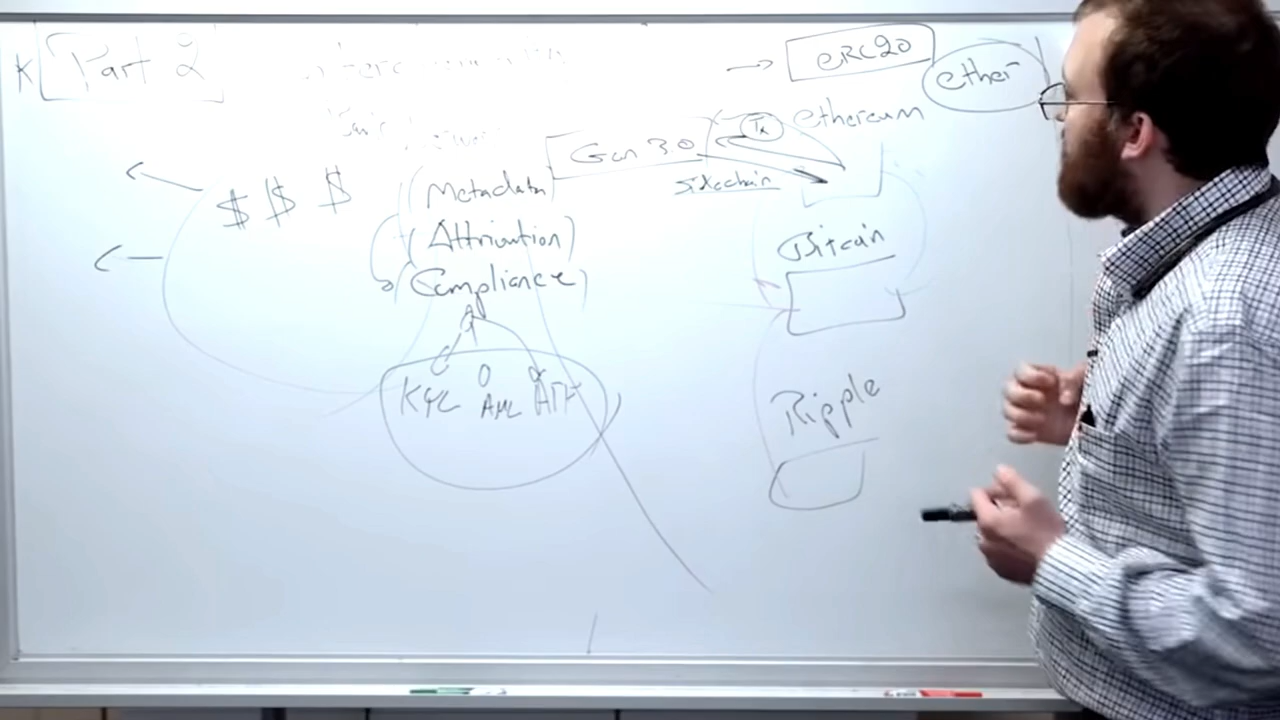 K Part 2
→ eRC20
ether
ethereum
Tx
Gen 3.0
Sidechain
$ $ $
(Metadata)
(Attribution)
(Compliance)
Bitcoin
KYC AML ATF
Ripple